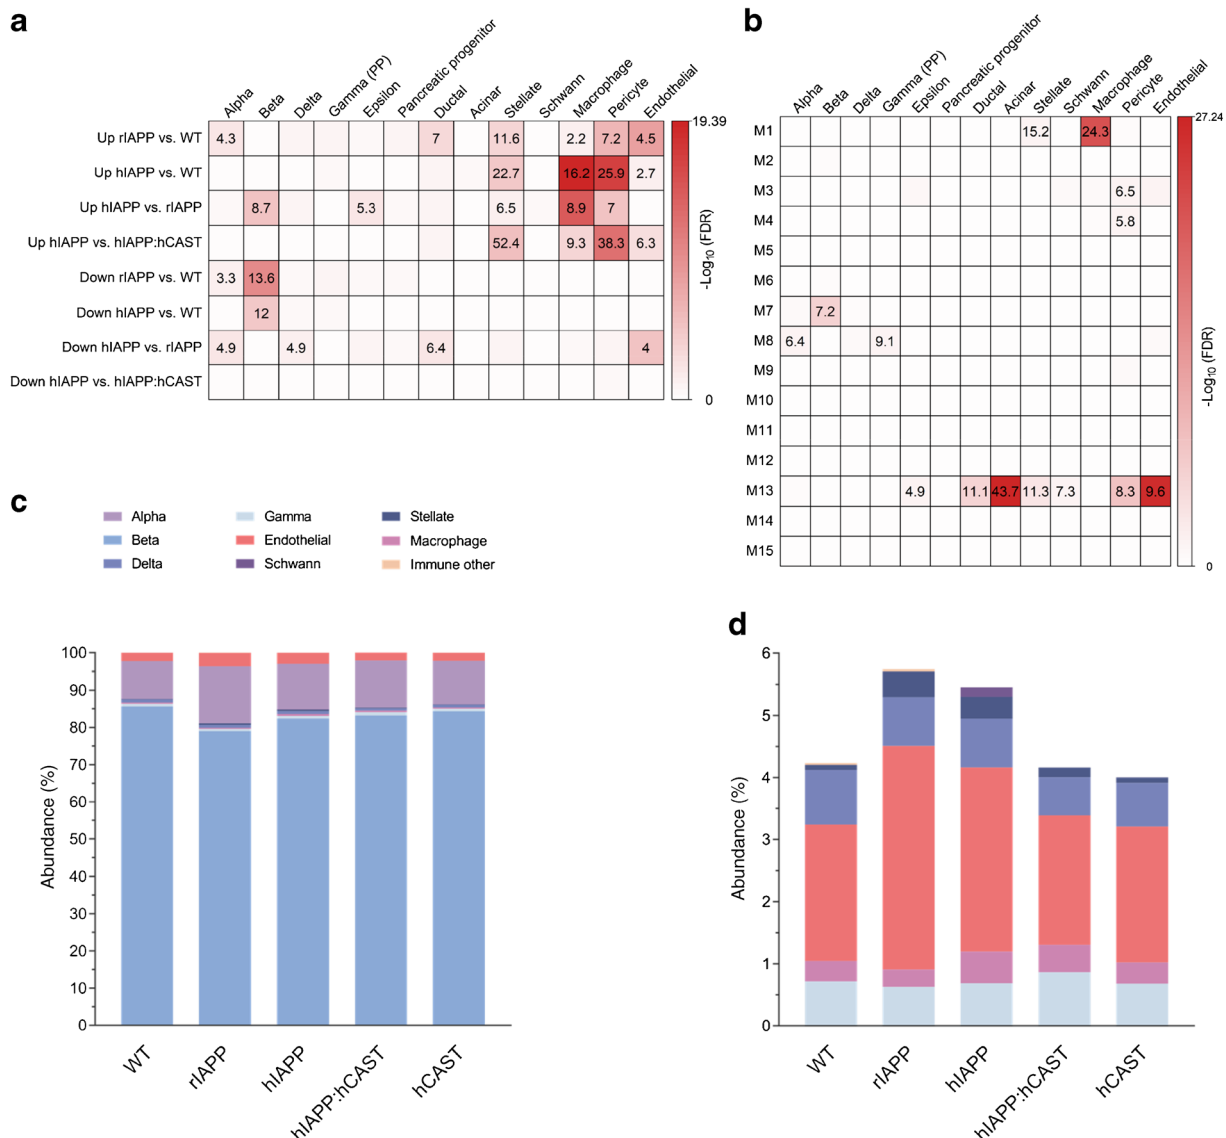 a
Alpha Beta Delta Gamma (PP) Epsilon Pancreatic progenitor Ductal Acinar Stellate Schwann Macrophage Pericyte Endothelial
Up rIAPP vs. WT 4.3 7 11.6 2.2 7.2 4.5
Up hIAPP vs. WT 22.7 16.2 25.9 2.7
Up hIAPP vs. rIAPP 8.7 5.3 6.5 8.9 7
Up hIAPP vs. hIAPP:hCAST 52.4 9.3 38.3 6.3
Down rIAPP vs. WT 3.3 13.6
Down hIAPP vs. WT 12
Down hIAPP vs. rIAPP 4.9 4.9 6.4 4
Down hIAPP vs. hIAPP:hCAST
19.39
-Log10 (FDR)
0
b
Alpha Beta Delta Gamma (PP) Epsilon Pancreatic progenitor Ductal Acinar Stellate Schwann Macrophage Pericyte Endothelial
M1 15.2 24.3
M2
M3 6.5
M4 5.8
M5
M6
M7 7.2
M8 6.4 9.1
M9
M10
M11
M12
M13 4.9 11.1 43.7 11.3 7.3 8.3 9.6
M14
M15
27.24
-Log10 (FDR)
0
c
Alpha Gamma Stellate
Beta Endothelial Macrophage
Delta Schwann Immune other
Abundance (%)
100
90
80
70
60
50
40
30
20
10
0
WT rIAPP hIAPP hIAPP:hCAST hCAST
d
Abundance (%)
6
5
4
3
2
1
0
WT rIAPP hIAPP hIAPP:hCAST hCAST